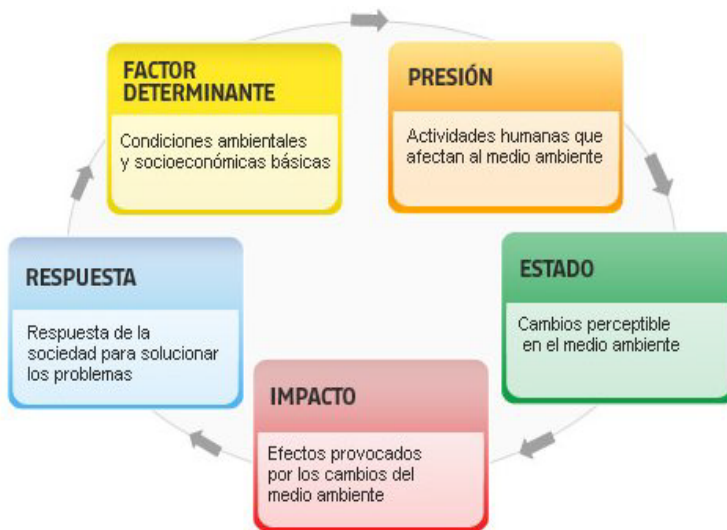 FACTOR
DETERMINANTE
Condiciones ambientales
y socioeconómicas básicas
PRESIÓN
Actividades humanas que
afectan al medio ambiente
ESTADO
Cambios perceptible
en el medio ambiente
IMPACTO
Efectos provocados
por los cambios del
medio ambiente
RESPUESTA
Respuesta de la
sociedad para solucionar
los problemas